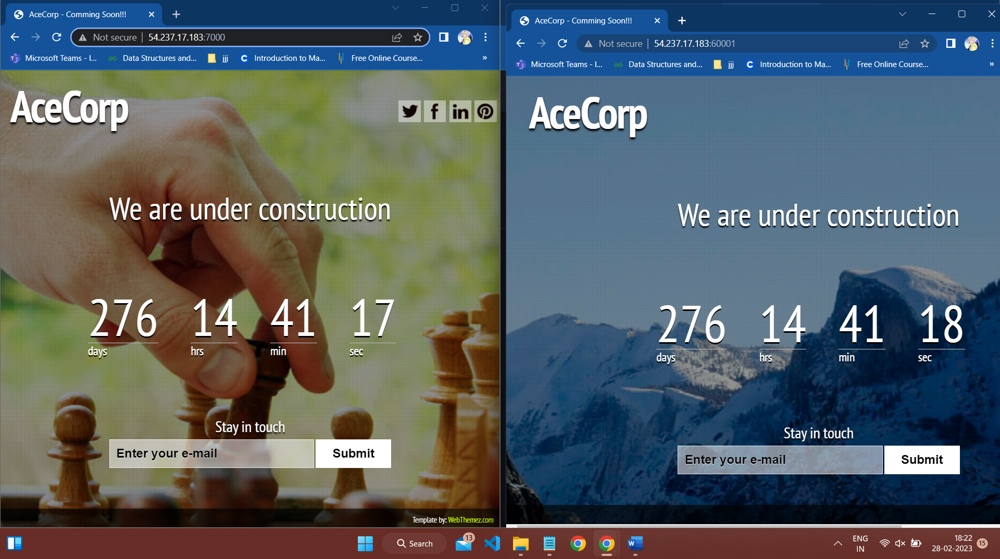 AceCorp - Comming Soon!!!
Not secure
54.237.17.183:7000
Microsoft Teams - I...
Data Structures and...
jjj
Introduction to Ma...
Free Online Course...
»
AceCorp
We are under construction
276 14 41 17
days hrs min sec
Stay in touch
Enter your e-mail
Submit
Template by: WebThemez.com
AceCorp - Comming Soon!!!
Not secure
54.237.17.183:60001
Microsoft Teams - I...
Data Structures and...
jjj
Introduction to Ma...
Free Online Course...
»
AceCorp
We are under construction
276 14 41 18
days hrs min sec
Stay in touch
Enter your e-mail
Submit
Search
13
ENG
IN
18:22
28-02-2023
15